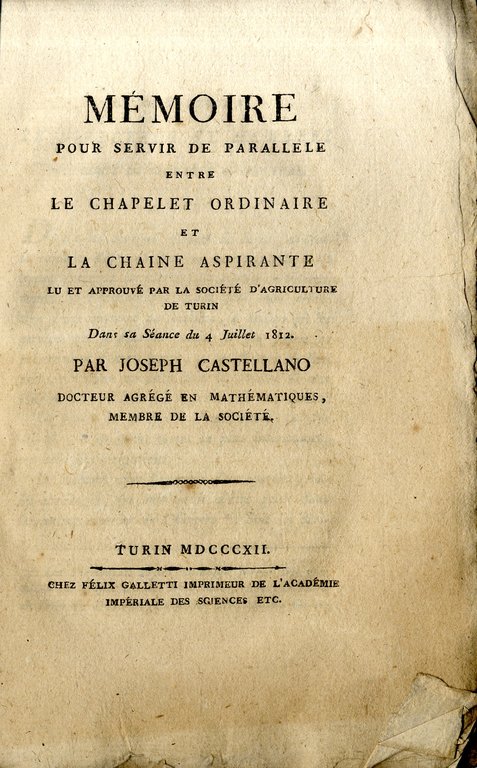 MÉMOIRE
POUR SERVIR DE PARALLELE
ENTRE
LE CHAPELET ORDINAIRE
ET
LA CHAINE ASPIRANTE
LU ET APPROUVÉ PAR LA SOCIÉTÉ D'AGRICULTURE
DE TURIN
Dans sa Séance du 4 Juillet 1812.
PAR JOSEPH CASTELLANO
DOCTEUR AGRÉGÉ EN MATHÉMATIQUES,
MEMBRE DE LA SOCIÉTÉ.
TURIN MDCCCXII.
CHEZ FÉLIX GALLETTI IMPRIMEUR DE L'ACADÉMIE
IMPÉRIALE DES SCIENCES ETC.